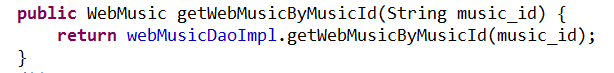 public WebMusic getWebMusicByMusicId(String music_id) {
    return webMusicDaoImpl.getWebMusicByMusicId(music_id);
}